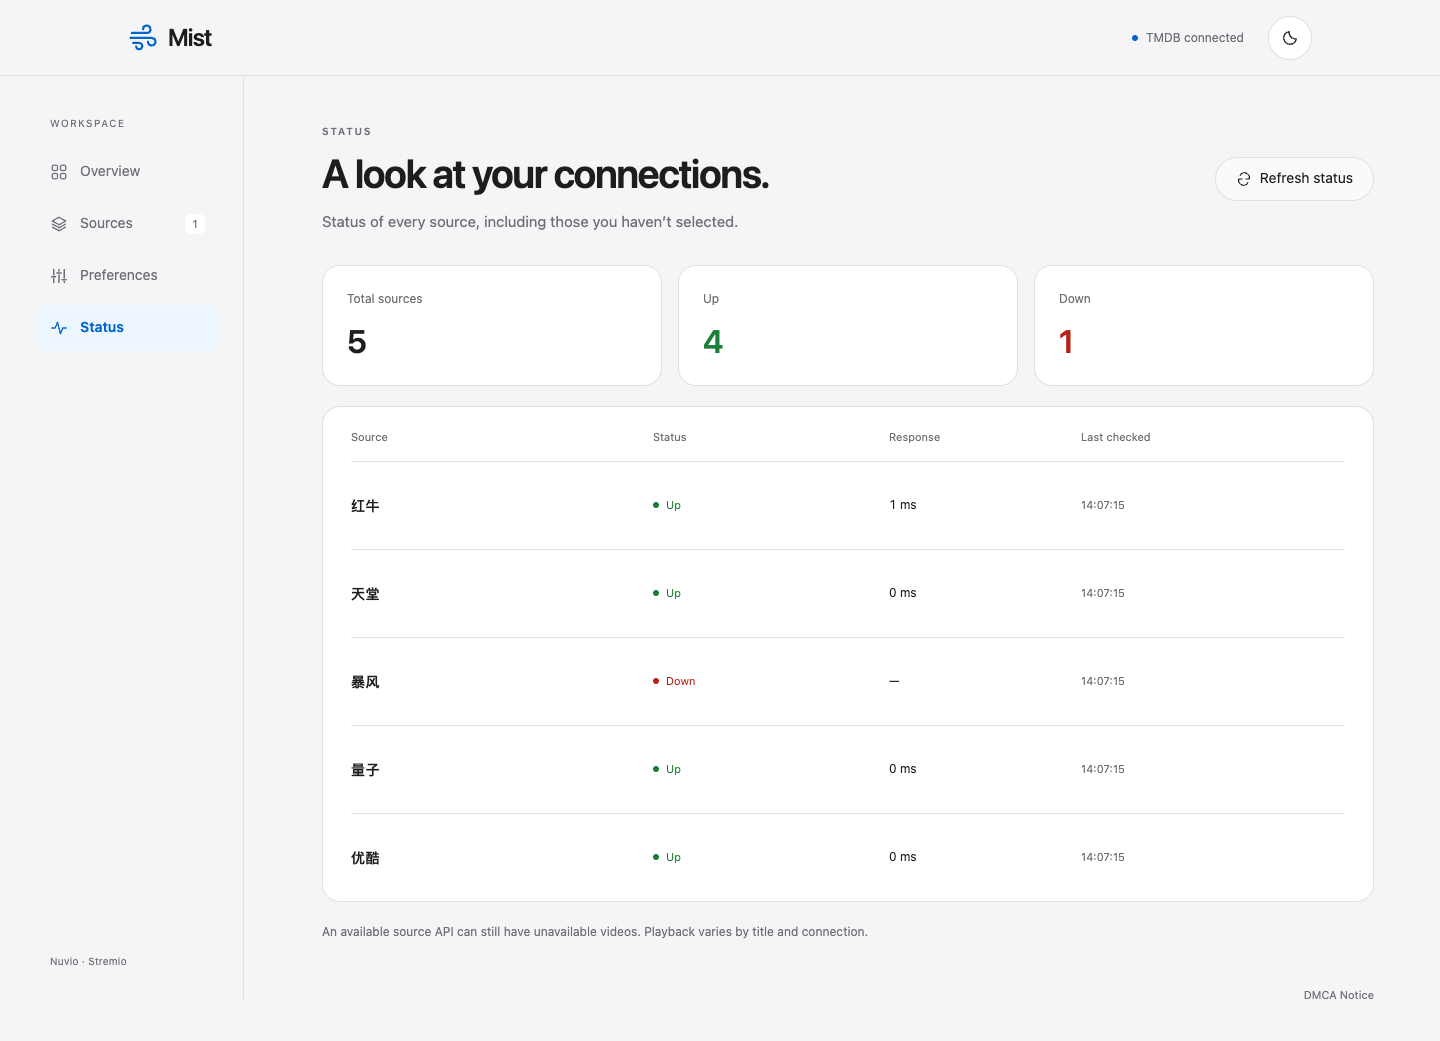 Mist
TMDB connected
WORKSPACE
Overview
Sources 1
Preferences
Status
Nuvio · Stremio
STATUS
A look at your connections.
Status of every source, including those you haven’t selected.
Refresh status
Total sources
5
Up
4
Down
1
Source Status Response Last checked
红牛 Up 1 ms 14:07:15
天堂 Up 0 ms 14:07:15
暴风 Down — 14:07:15
量子 Up 0 ms 14:07:15
优酷 Up 0 ms 14:07:15
An available source API can still have unavailable videos. Playback varies by title and connection.
DMCA Notice